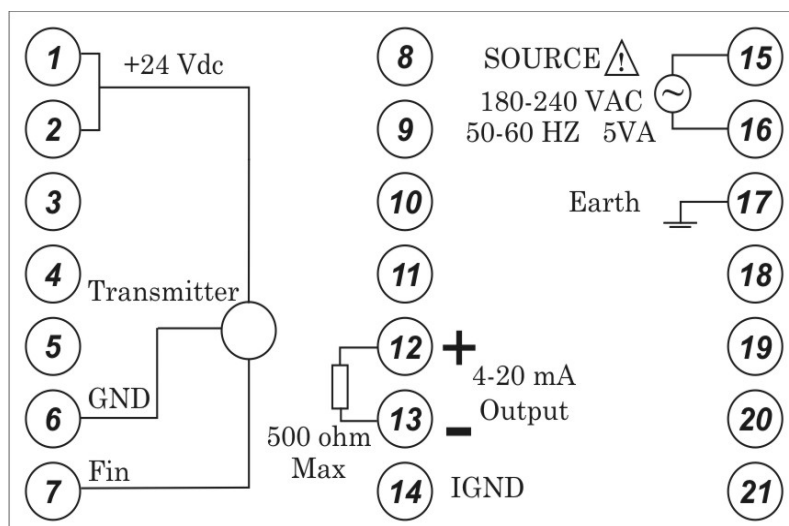 1
+24 Vdc
2
3
4
Transmitter
5
6
GND
7
Fin
8
9
10
11
12
+
4-20 mA
Output
13
-
500 ohm
Max
14
IGND
SOURCE
!
180-240 VAC
50-60 HZ 5VA
~
15
16
Earth
17
18
19
20
21